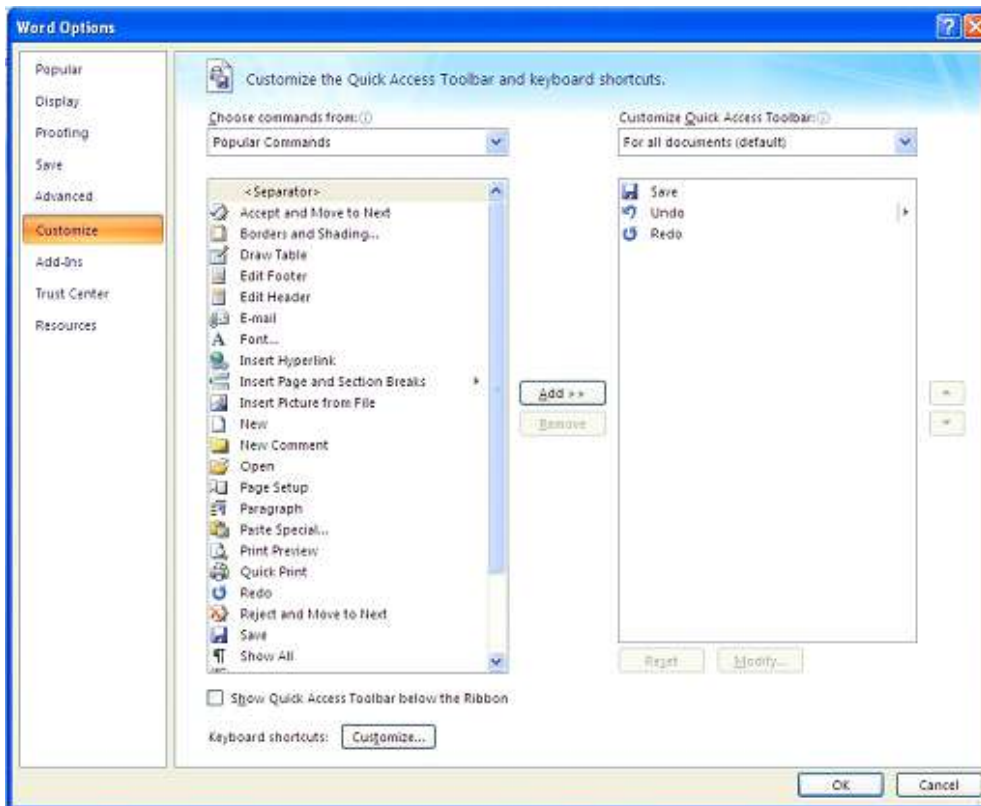 Word Options
Popular
Display
Proofing
Save
Advanced
Customize
Add-Ins
Trust Center
Resources
Customize the Quick Access Toolbar and keyboard shortcuts.
Choose commands from:
Popular Commands
<Separator>
Accept and Move to Next
Borders and Shading...
Draw Table
Edit Footer
Edit Header
E-mail
Font...
Insert Hyperlink
Insert Page and Section Breaks
Insert Picture from File
New
New Comment
Open
Page Setup
Paragraph
Paste Special...
Print Preview
Quick Print
Redo
Reject and Move to Next
Save
Show All
Add >>
Remove
Customize Quick Access Toolbar:
For all documents (default)
Save
Undo
Redo
Reset
Modify...
Show Quick Access Toolbar below the Ribbon
Keyboard shortcuts:
Customize...
OK
Cancel